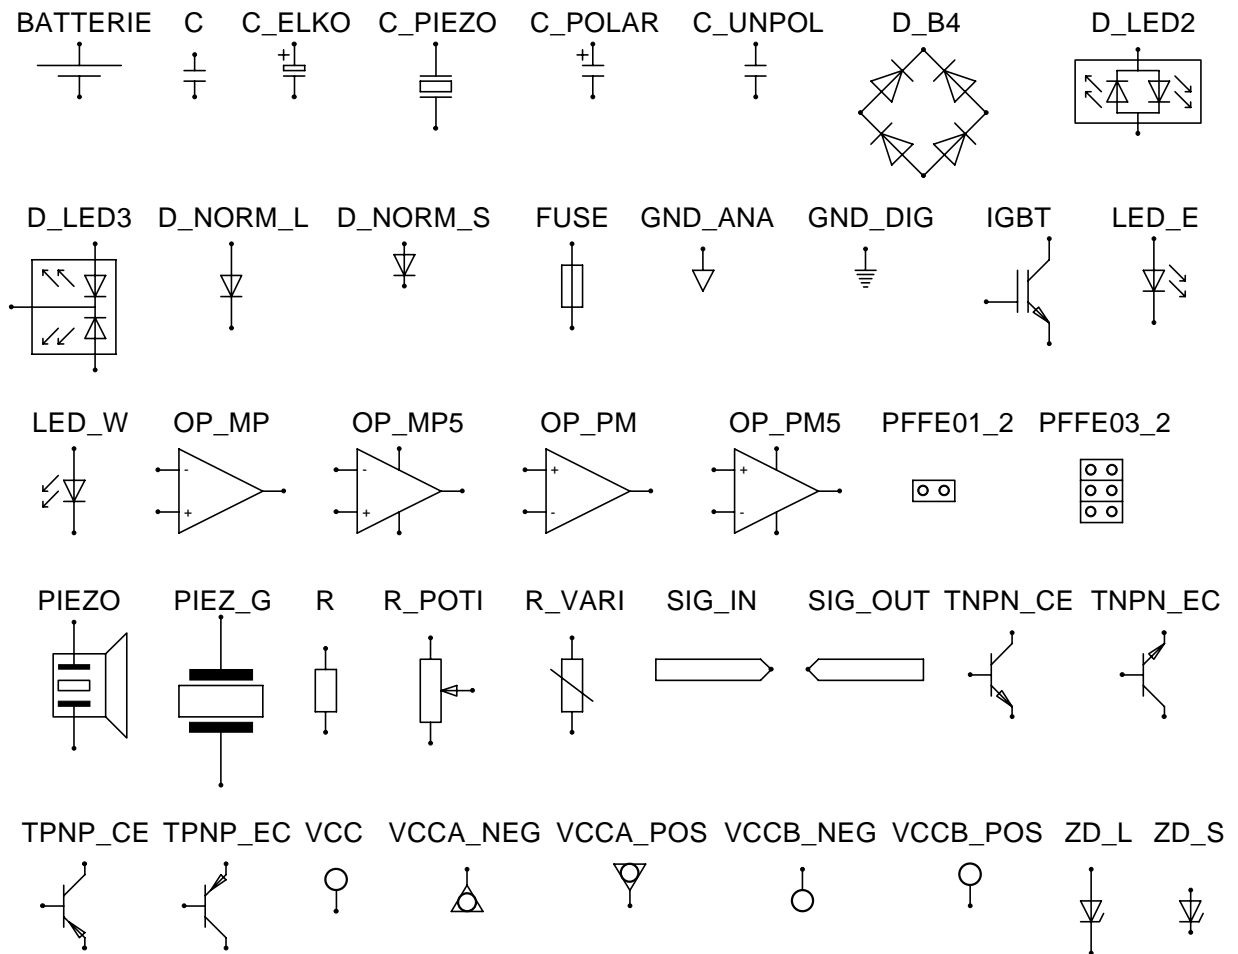 BATTERIE C C_ELKO C_PIEZO C_POLAR C_UNPOL D_B4 D_LED2
+ +
D_LED3 D_NORM_L D_NORM_S FUSE GND_ANA GND_DIG IGBT LED_E
LED_W OP_MP OP_MP5 OP_PM OP_PM5 PFFE01_2 PFFE03_2
- - + +
+ + - -
PIEZO PIEZ_G R R_POTI R_VARI SIG_IN SIG_OUT TNPN_CE TNPN_EC
TPNP_CE TPNP_EC VCC VCCA_NEG VCCA_POS VCCB_NEG VCCB_POS ZD_L ZD_S